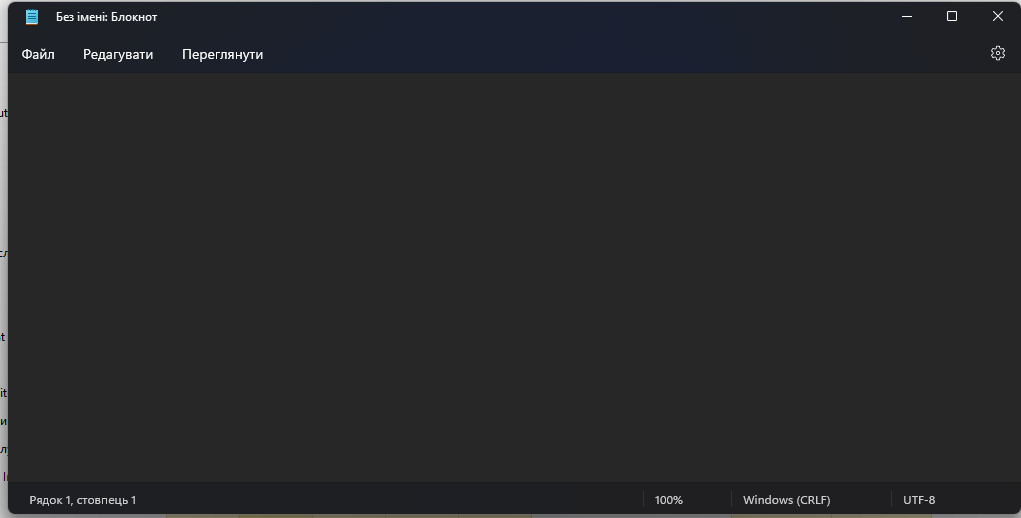 Без імені: Блокнот
Файл Редагувати Переглянути
Рядок 1, стовпець 1 100% Windows (CRLF) UTF-8